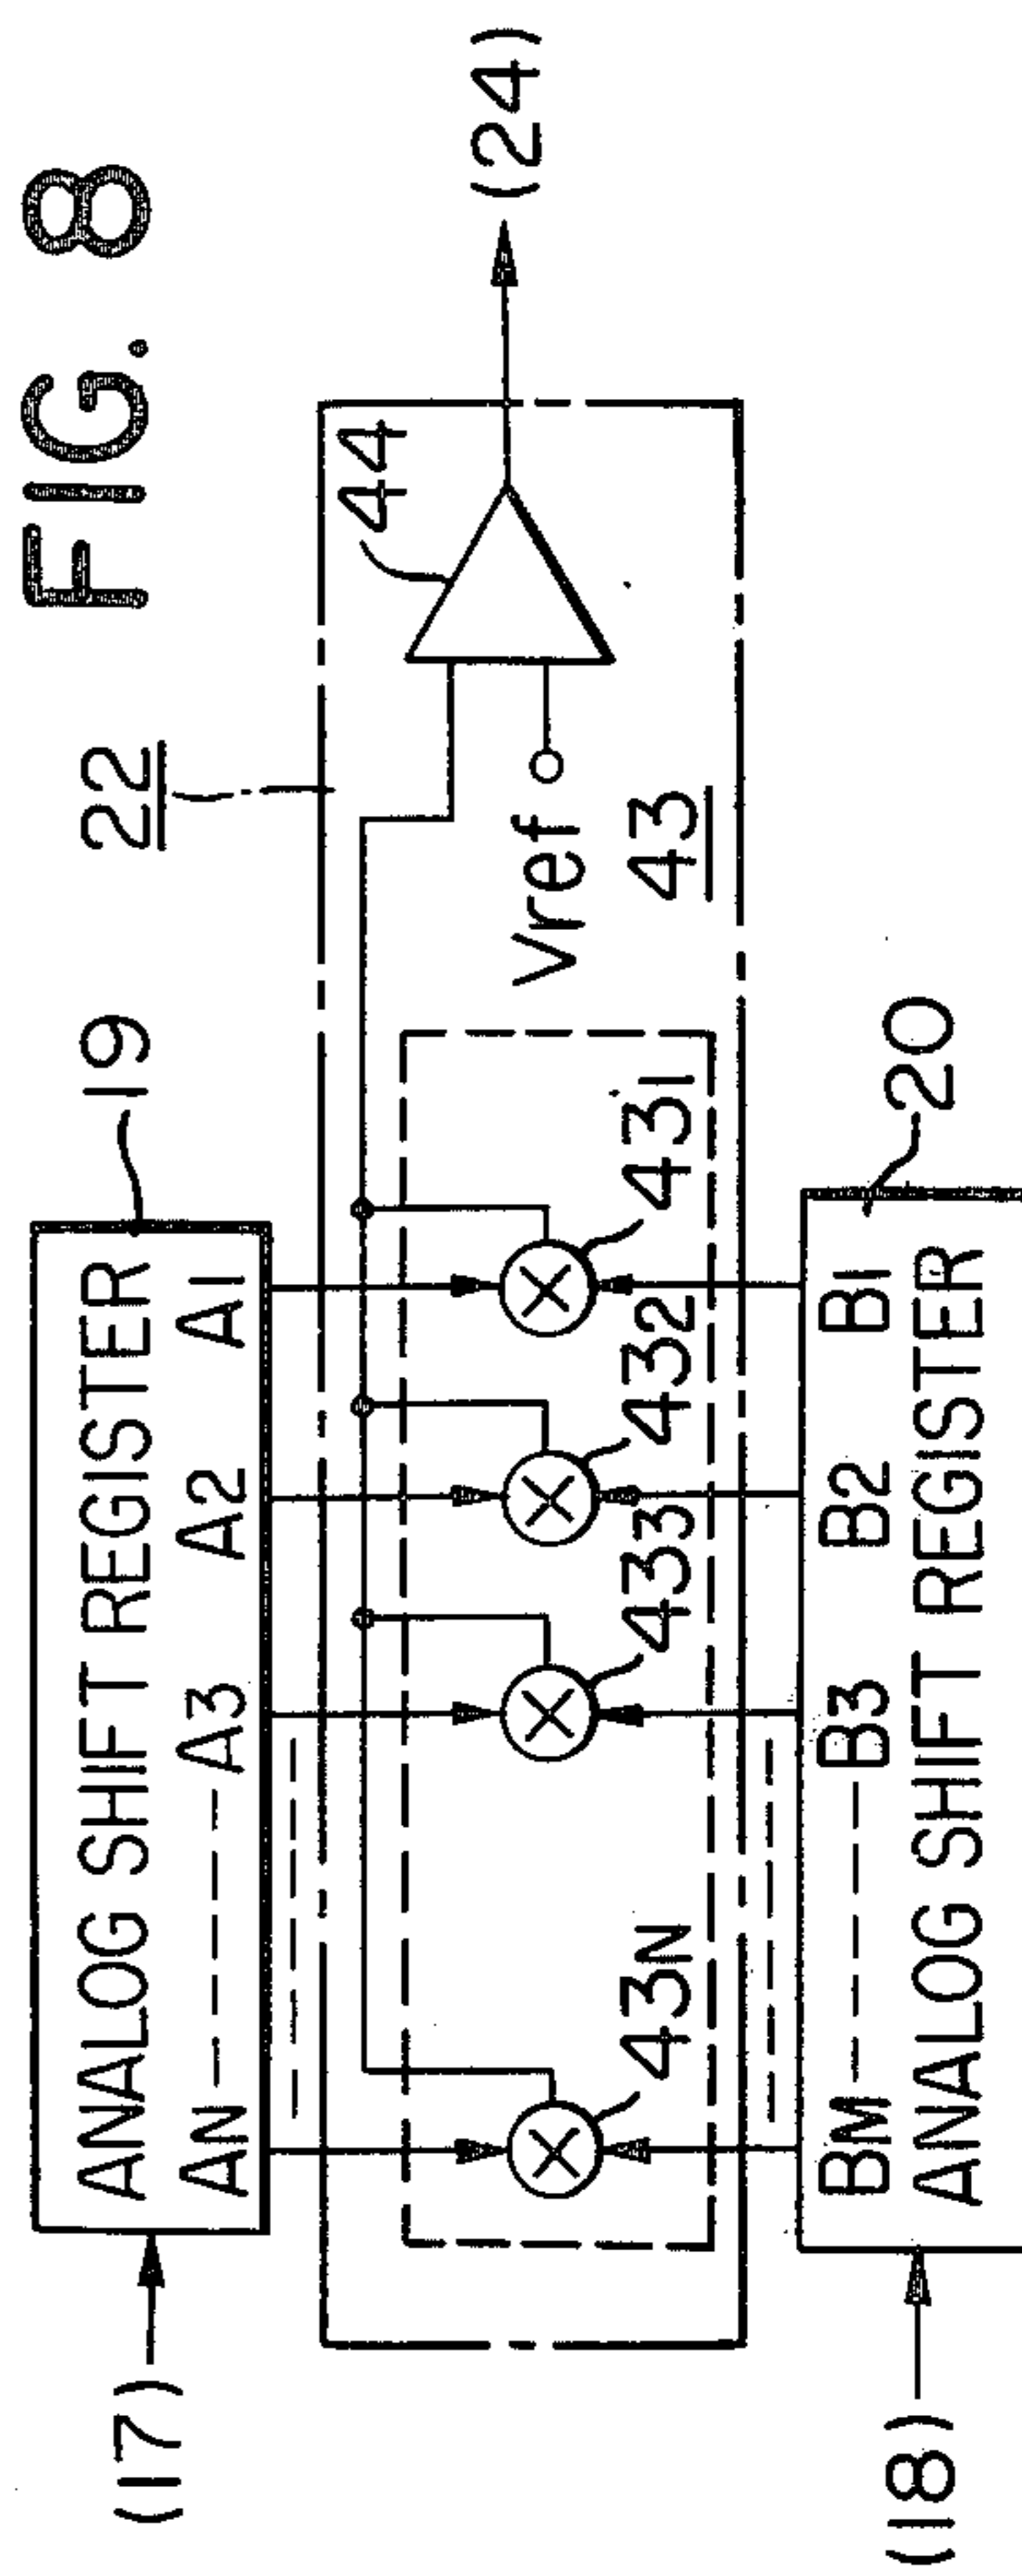 FIG. 8
22
19
(17)
ANALOG SHIFT REGISTER
AN A3 A2 A1
44
(24)
Vref
43N 433 432 431
43
BM B3 B2 B1
ANALOG SHIFT REGISTER
20
(18)